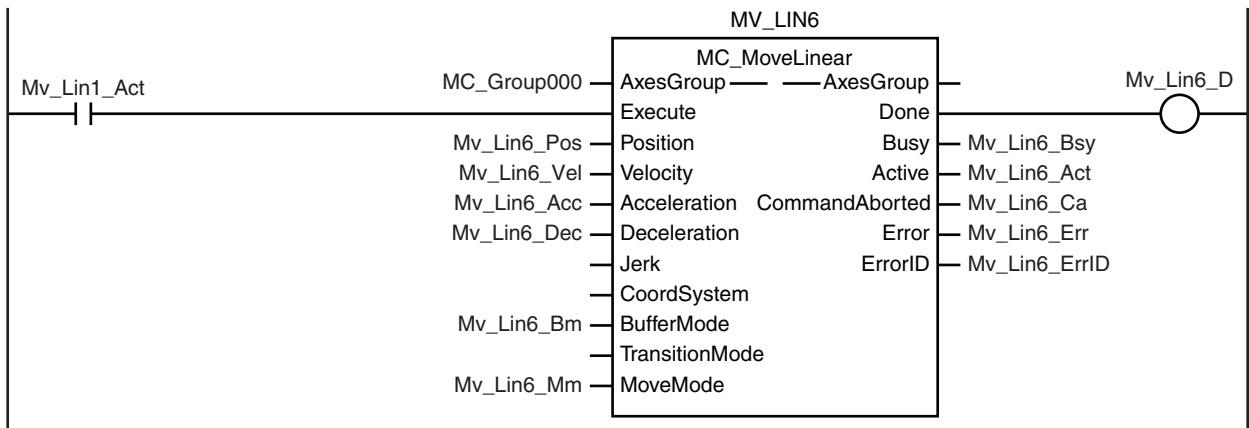 MV_LIN6
MC_MoveLinear
Mv_Lin1_Act
MC_Group000 AxesGroup AxesGroup Mv_Lin6_D
Execute Done
Mv_Lin6_Pos Position Busy Mv_Lin6_Bsy
Mv_Lin6_Vel Velocity Active Mv_Lin6_Act
Mv_Lin6_Acc Acceleration CommandAborted Mv_Lin6_Ca
Mv_Lin6_Dec Deceleration Error Mv_Lin6_Err
Jerk ErrorID Mv_Lin6_ErrID
CoordSystem
Mv_Lin6_Bm BufferMode
TransitionMode
Mv_Lin6_Mm MoveMode